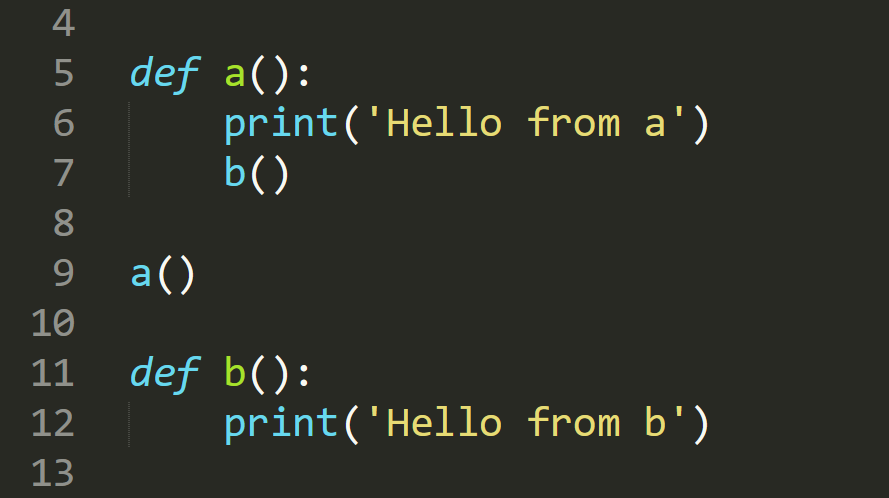 4
5 def a():
6     print('Hello from a')
7     b()
8
9 a()
10
11 def b():
12     print('Hello from b')
13